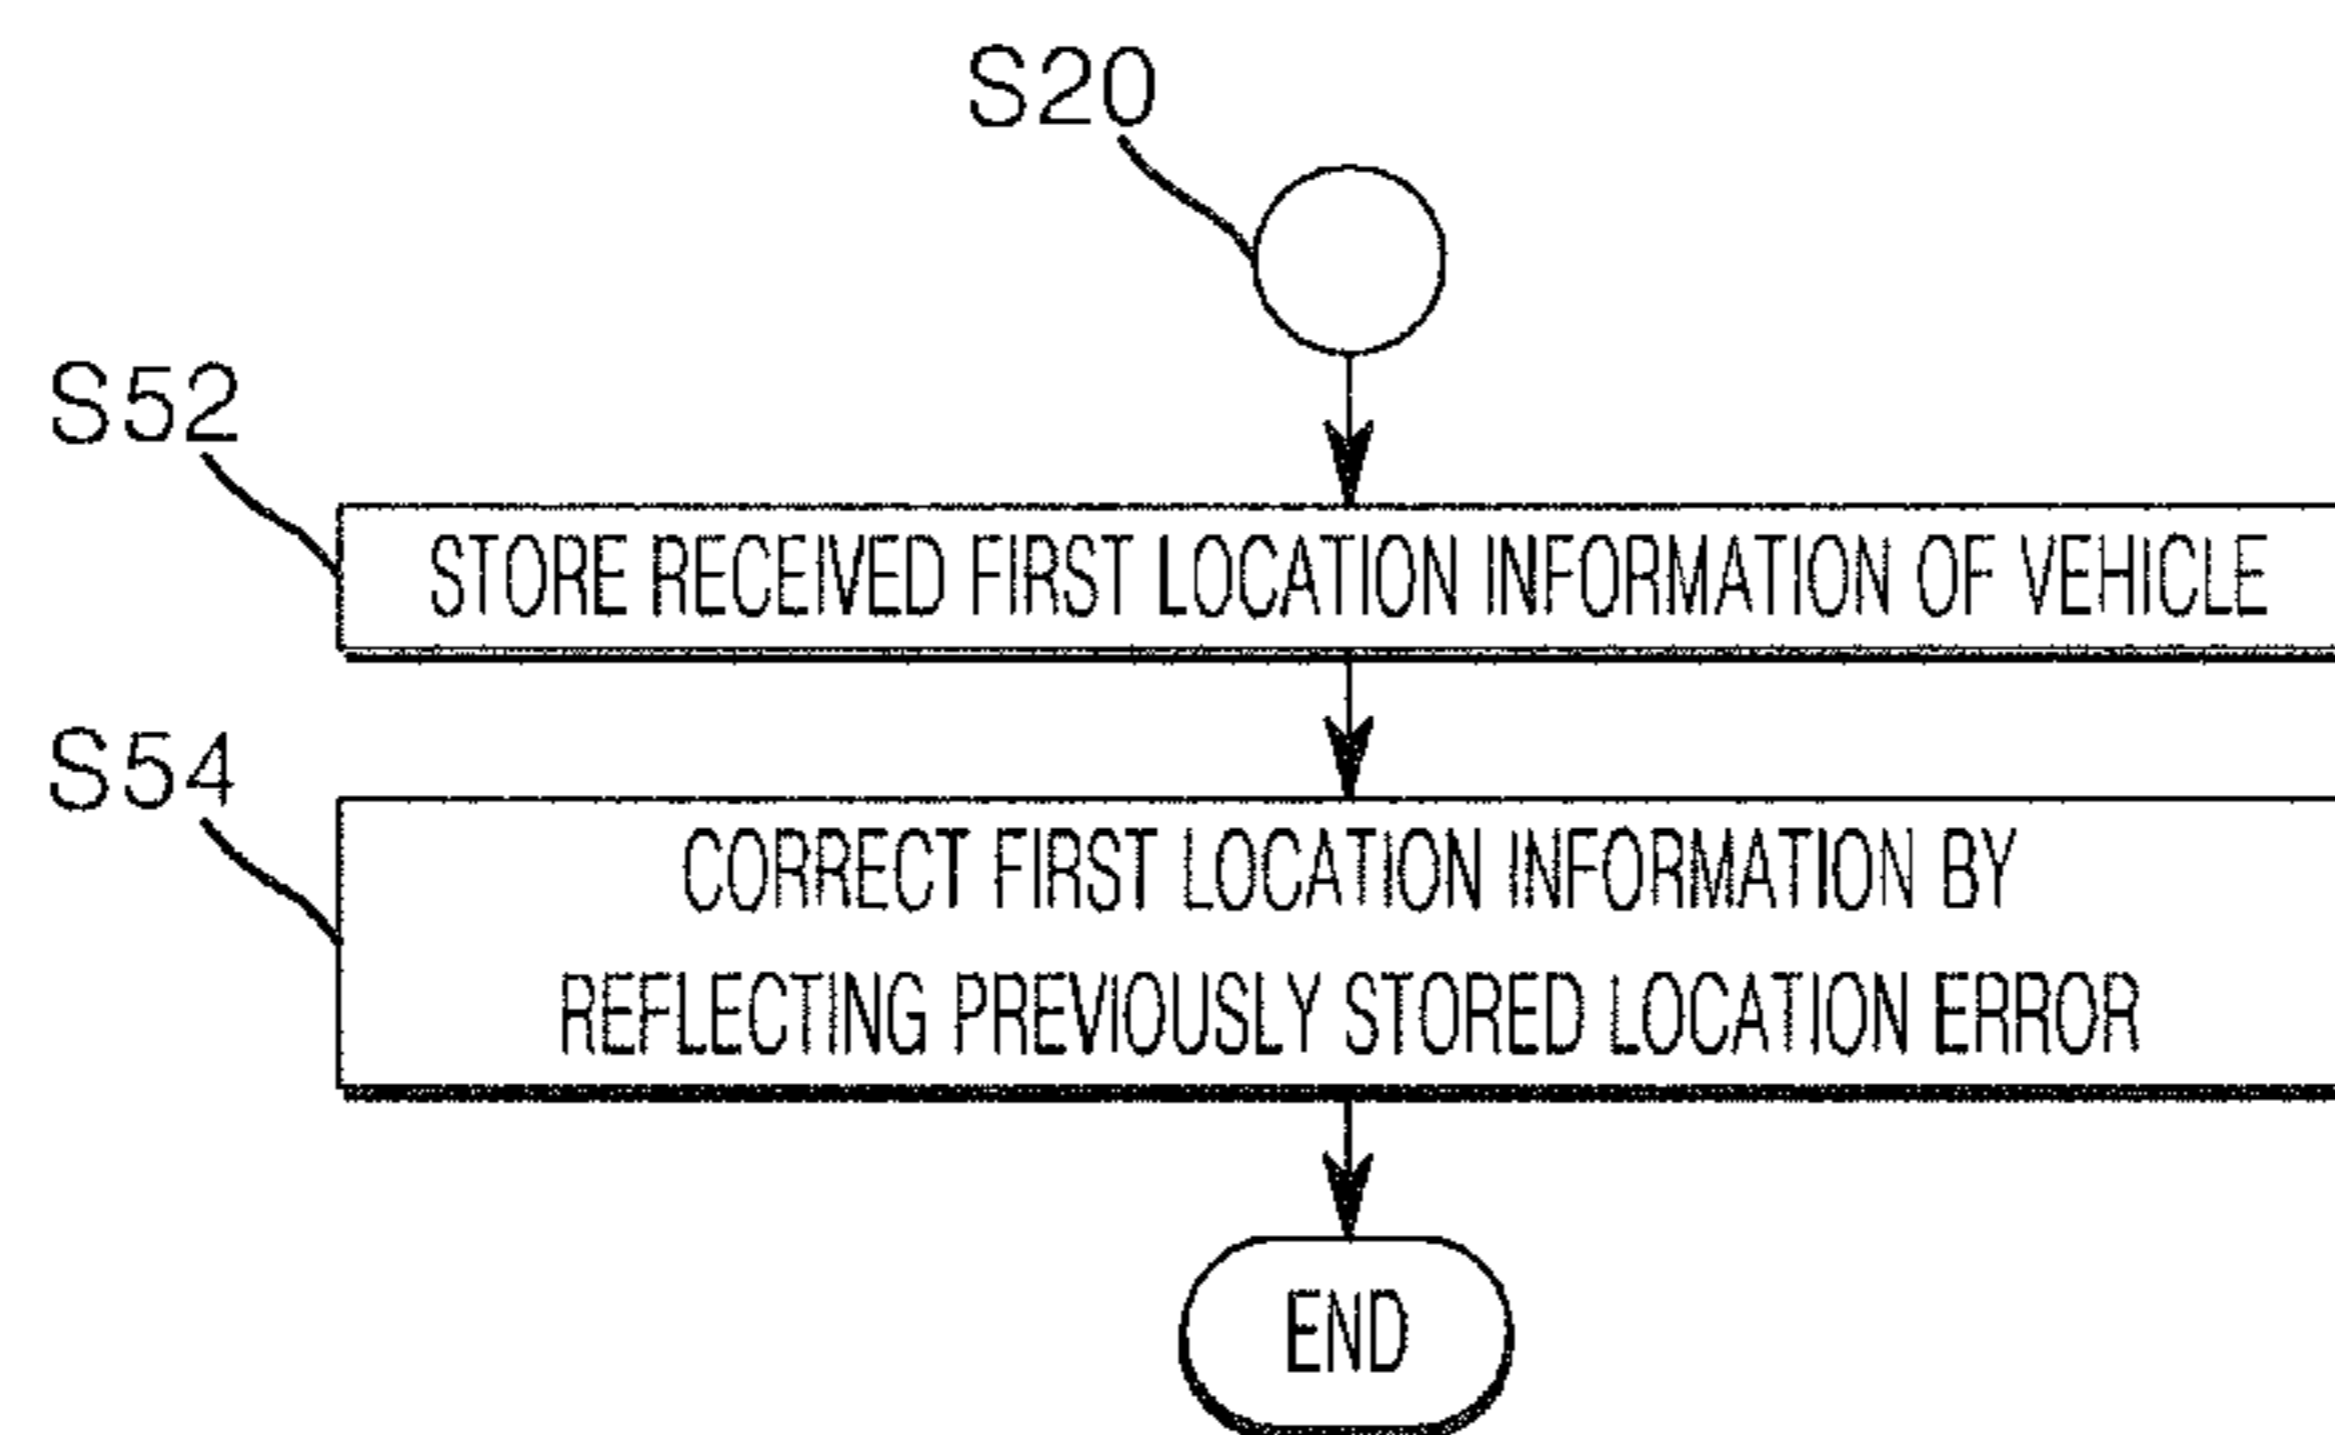 S20
S52
STORE RECEIVED FIRST LOCATION INFORMATION OF VEHICLE
S54
CORRECT FIRST LOCATION INFORMATION BY
REFLECTING PREVIOUSLY STORED LOCATION ERROR
END